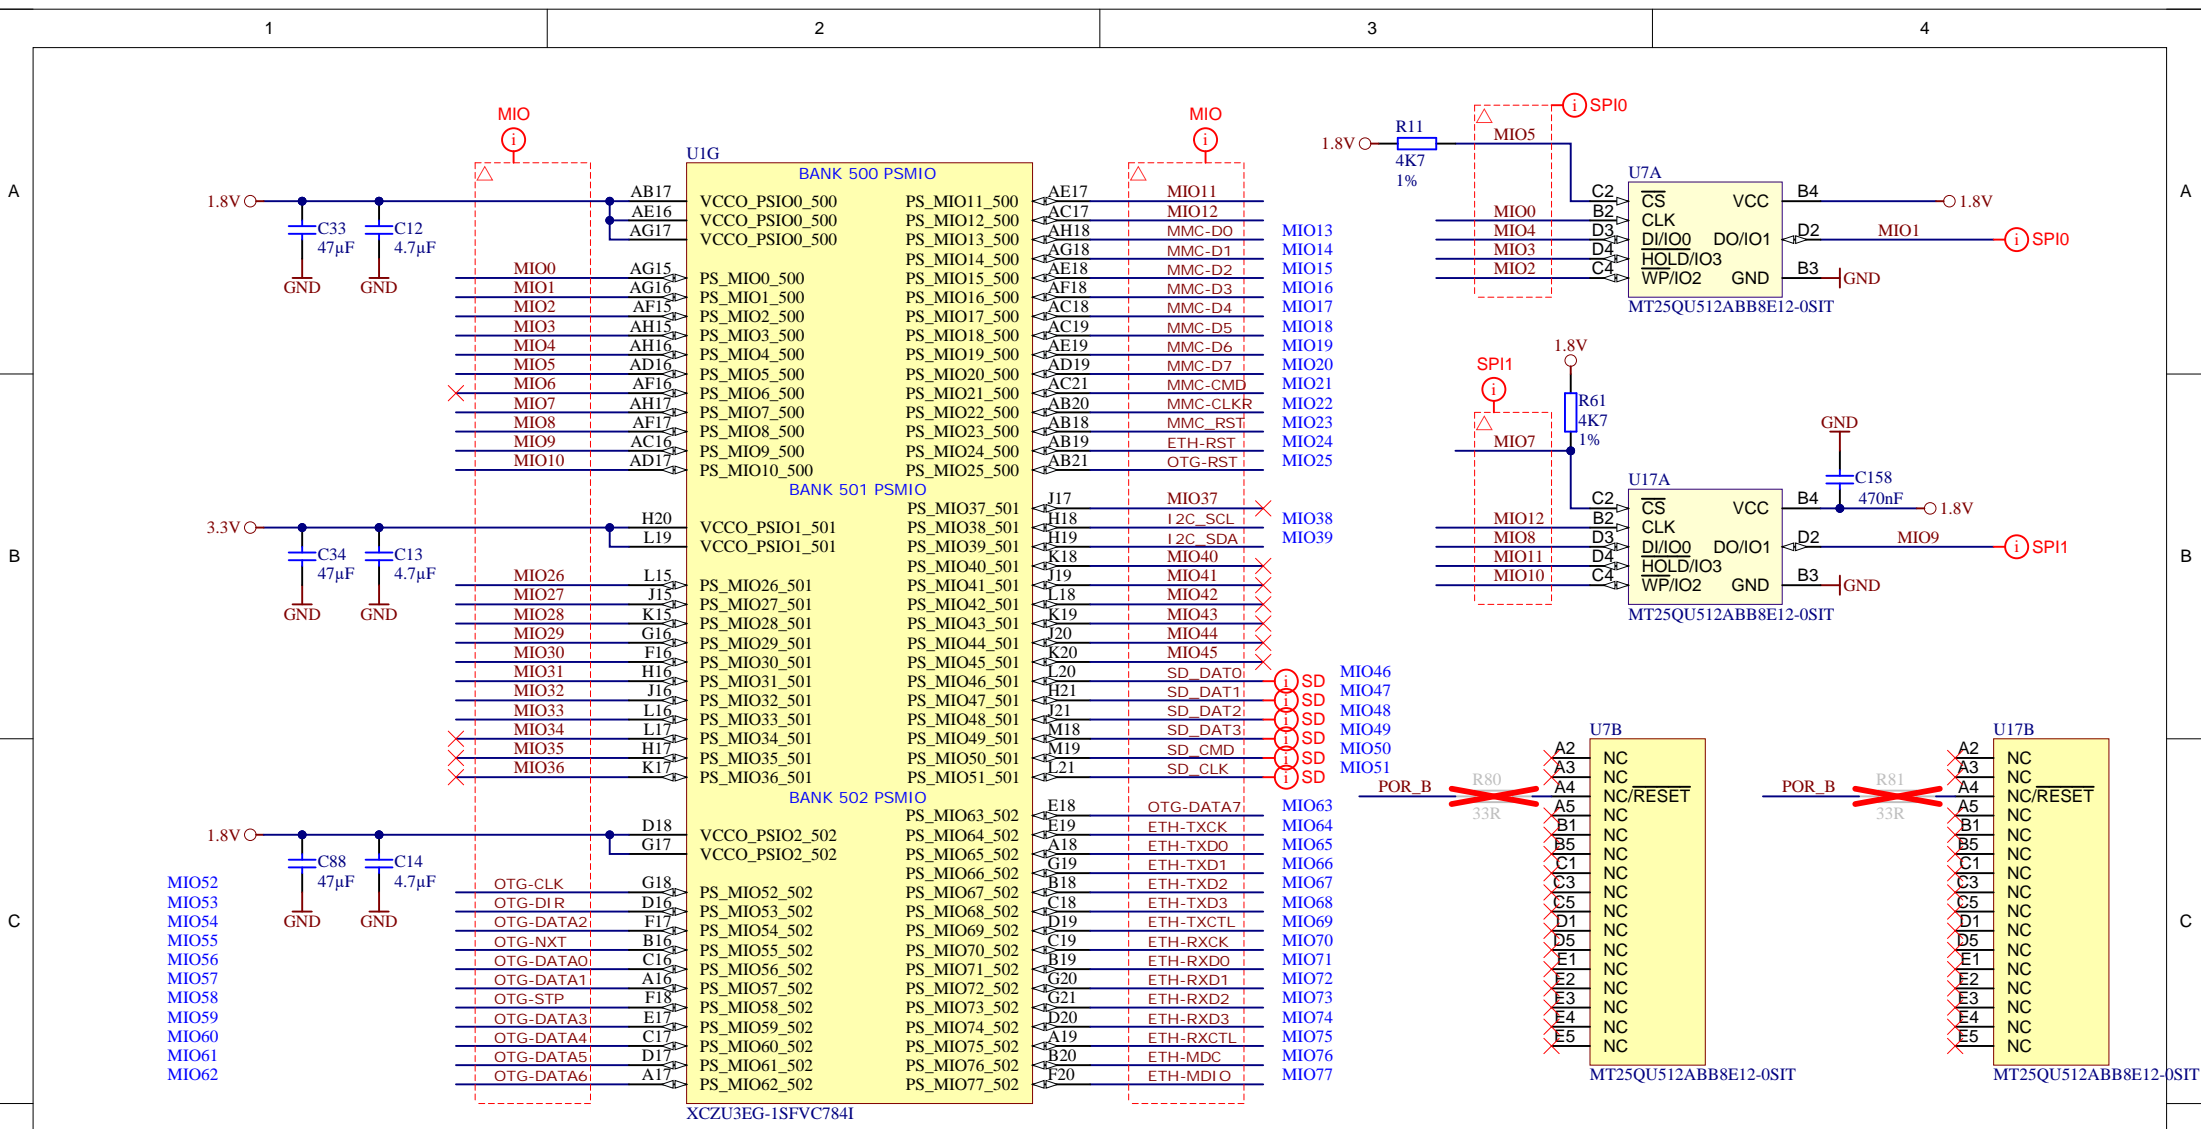 1 2 3 4
A A
B B
C C
MIO
i
MIO
i
U1G
BANK 500 PSMIO
1.8V
C33
47µF
GND
C12
4.7µF
GND
AB17 VCCO_PSIO0_500
AE16 VCCO_PSIO0_500
AG17 VCCO_PSIO0_500
MIO0 AG15 PS_MIO0_500
MIO1 AG16 PS_MIO1_500
MIO2 AF15 PS_MIO2_500
MIO3 AH15 PS_MIO3_500
MIO4 AH16 PS_MIO4_500
MIO5 AD16 PS_MIO5_500
MIO6 AF16 PS_MIO6_500
MIO7 AH17 PS_MIO7_500
MIO8 AF17 PS_MIO8_500
MIO9 AC16 PS_MIO9_500
MIO10 AD17 PS_MIO10_500
PS_MIO11_500 AE17 MIO11
PS_MIO12_500 AC17 MIO12
PS_MIO13_500 AH18 MMC-D0 MIO13
PS_MIO14_500 AG18 MMC-D1 MIO14
PS_MIO15_500 AE18 MMC-D2 MIO15
PS_MIO16_500 AF18 MMC-D3 MIO16
PS_MIO17_500 AC18 MMC-D4 MIO17
PS_MIO18_500 AC19 MMC-D5 MIO18
PS_MIO19_500 AE19 MMC-D6 MIO19
PS_MIO20_500 AD19 MMC-D7 MIO20
PS_MIO21_500 AC21 MMC-CMD MIO21
PS_MIO22_500 AB20 MMC-CLKR MIO22
PS_MIO23_500 AB18 MMC_RST MIO23
PS_MIO24_500 AB19 ETH-RST MIO24
PS_MIO25_500 AB21 OTG-RST MIO25
BANK 501 PSMIO
3.3V
C34
47µF
GND
C13
4.7µF
GND
H20 VCCO_PSIO1_501
L19 VCCO_PSIO1_501
MIO26 L15 PS_MIO26_501
MIO27 J15 PS_MIO27_501
MIO28 K15 PS_MIO28_501
MIO29 G16 PS_MIO29_501
MIO30 F16 PS_MIO30_501
MIO31 H16 PS_MIO31_501
MIO32 J16 PS_MIO32_501
MIO33 L16 PS_MIO33_501
MIO34 L17 PS_MIO34_501
MIO35 H17 PS_MIO35_501
MIO36 K17 PS_MIO36_501
PS_MIO37_501 J17 MIO37
PS_MIO38_501 H18 I2C_SCL MIO38
PS_MIO39_501 H19 I2C_SDA MIO39
PS_MIO40_501 K18 MIO40
PS_MIO41_501 J19 MIO41
PS_MIO42_501 L18 MIO42
PS_MIO43_501 K19 MIO43
PS_MIO44_501 J20 MIO44
PS_MIO45_501 K20 MIO45
PS_MIO46_501 L20 SD_DAT0 i SD MIO46
PS_MIO47_501 H21 SD_DAT1 i SD MIO47
PS_MIO48_501 J21 SD_DAT2 i SD MIO48
PS_MIO49_501 M18 SD_DAT3 i SD MIO49
PS_MIO50_501 M19 SD_CMD i SD MIO50
PS_MIO51_501 L21 SD_CLK i SD MIO51
BANK 502 PSMIO
1.8V
C88
47µF
GND
C14
4.7µF
GND
D18 VCCO_PSIO2_502
G17 VCCO_PSIO2_502
MIO52 OTG-CLK G18 PS_MIO52_502
MIO53 OTG-DIR D16 PS_MIO53_502
MIO54 OTG-DATA2 F17 PS_MIO54_502
MIO55 OTG-NXT B16 PS_MIO55_502
MIO56 OTG-DATA0 C16 PS_MIO56_502
MIO57 OTG-DATA1 A16 PS_MIO57_502
MIO58 OTG-STP F18 PS_MIO58_502
MIO59 OTG-DATA3 E17 PS_MIO59_502
MIO60 OTG-DATA4 C17 PS_MIO60_502
MIO61 OTG-DATA5 D17 PS_MIO61_502
MIO62 OTG-DATA6 A17 PS_MIO62_502
PS_MIO63_502 E18 OTG-DATA7 MIO63
PS_MIO64_502 E19 ETH-TXCK MIO64
PS_MIO65_502 A18 ETH-TXD0 MIO65
PS_MIO66_502 G19 ETH-TXD1 MIO66
PS_MIO67_502 B18 ETH-TXD2 MIO67
PS_MIO68_502 C18 ETH-TXD3 MIO68
PS_MIO69_502 D19 ETH-TXCTL MIO69
PS_MIO70_502 C19 ETH-RXCK MIO70
PS_MIO71_502 B19 ETH-RXD0 MIO71
PS_MIO72_502 G20 ETH-RXD1 MIO72
PS_MIO73_502 G21 ETH-RXD2 MIO73
PS_MIO74_502 D20 ETH-RXD3 MIO74
PS_MIO75_502 A19 ETH-RXCTL MIO75
PS_MIO76_502 B20 ETH-MDC MIO76
PS_MIO77_502 F20 ETH-MDIO MIO77
XCZU3EG-1SFVC784I
i SPI0
1.8V
R11
4K7
1%
MIO5
U7A
C2 CS VCC B4 1.8V
MIO0 B2 CLK
MIO4 D3 DI/IO0 DO/IO1 D2 MIO1 i SPI0
MIO3 D4 HOLD/IO3
MIO2 C4 WP/IO2 GND B3 GND
MT25QU512ABB8E12-0SIT
SPI1
i
1.8V
R61
4K7
1%
MIO7
GND
C158
470nF
U17A
C2 CS VCC B4 1.8V
MIO12 B2 CLK
MIO8 D3 DI/IO0 DO/IO1 D2 MIO9 i SPI1
MIO11 D4 HOLD/IO3
MIO10 C4 WP/IO2 GND B3 GND
MT25QU512ABB8E12-0SIT
U7B
A2 NC
A3 NC
POR_B R80 33R A4 NC/RESET
A5 NC
B1 NC
B5 NC
C1 NC
C3 NC
C5 NC
D1 NC
D5 NC
E1 NC
E2 NC
E3 NC
E4 NC
E5 NC
MT25QU512ABB8E12-0SIT
U17B
A2 NC
A3 NC
POR_B R81 33R A4 NC/RESET
A5 NC
B1 NC
B5 NC
C1 NC
C3 NC
C5 NC
D1 NC
D5 NC
E1 NC
E2 NC
E3 NC
E4 NC
E5 NC
MT25QU512ABB8E12-0SIT